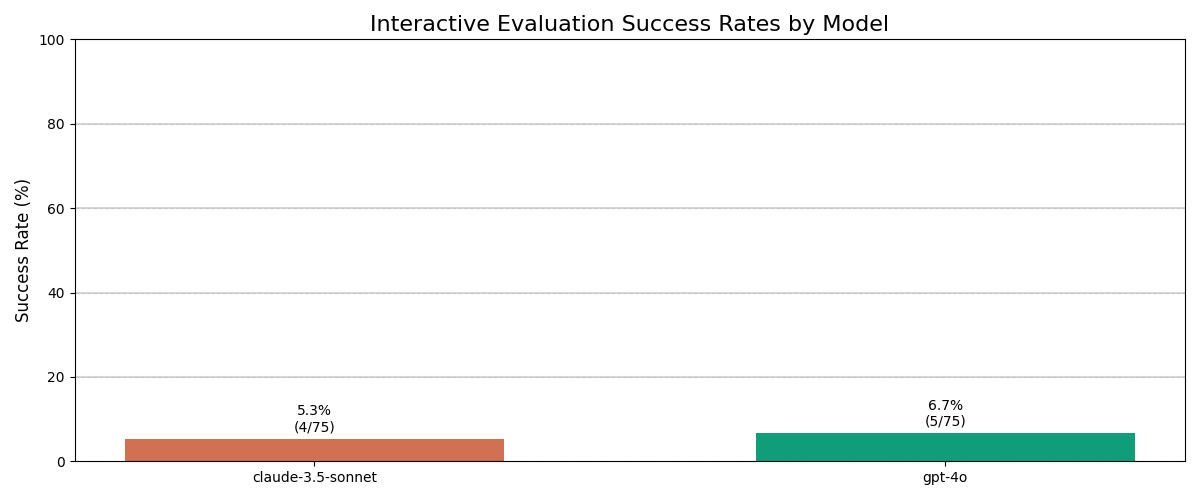 Interactive Evaluation Success Rates by Model
Success Rate (%)
100
80
60
40
20
0
5.3%
(4/75)
6.7%
(5/75)
claude-3.5-sonnet
gpt-4o